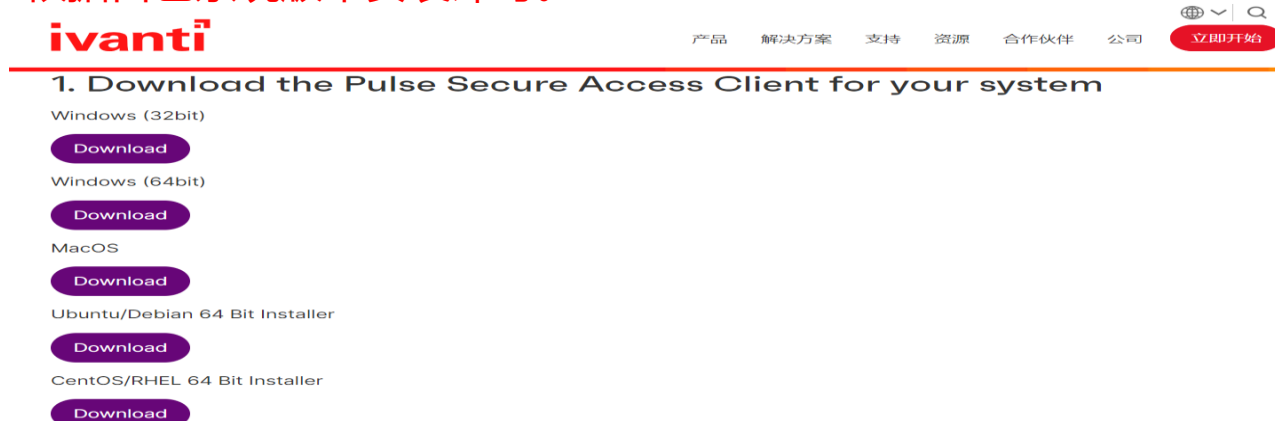 ivanti
产品 解决方案 支持 资源 合作伙伴 公司 立即开始
1. Download the Pulse Secure Access Client for your system
Windows (32bit)
Download
Windows (64bit)
Download
MacOS
Download
Ubuntu/Debian 64 Bit Installer
Download
CentOS/RHEL 64 Bit Installer
Download